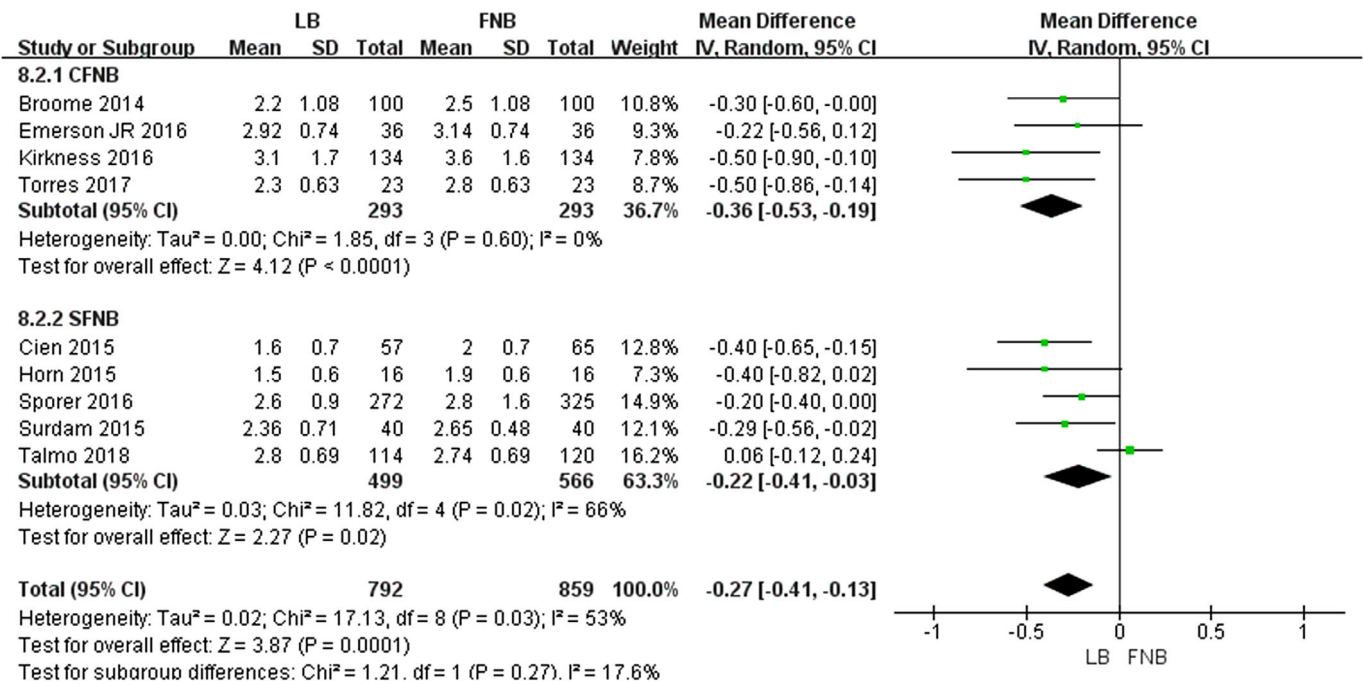 LB FNB Mean Difference Mean Difference
Study or Subgroup Mean SD Total Mean SD Total Weight IV, Random, 95% CI IV, Random, 95% CI
8.2.1 CFNB
Broome 2014 2.2 1.08 100 2.5 1.08 100 10.8% -0.30 [-0.60, -0.00]
Emerson JR 2016 2.92 0.74 36 3.14 0.74 36 9.3% -0.22 [-0.56, 0.12]
Kirkness 2016 3.1 1.7 134 3.6 1.6 134 7.8% -0.50 [-0.90, -0.10]
Torres 2017 2.3 0.63 23 2.8 0.63 23 8.7% -0.50 [-0.86, -0.14]
Subtotal (95% CI) 293 293 36.7% -0.36 [-0.53, -0.19]
Heterogeneity: Tau² = 0.00; Chi² = 1.85, df = 3 (P = 0.60); I² = 0%
Test for overall effect: Z = 4.12 (P < 0.0001)
8.2.2 SFNB
Cien 2015 1.6 0.7 57 2 0.7 65 12.8% -0.40 [-0.65, -0.15]
Horn 2015 1.5 0.6 16 1.9 0.6 16 7.3% -0.40 [-0.82, 0.02]
Sporer 2016 2.6 0.9 272 2.8 1.6 325 14.9% -0.20 [-0.40, 0.00]
Surdam 2015 2.36 0.71 40 2.65 0.48 40 12.1% -0.29 [-0.56, -0.02]
Talmo 2018 2.8 0.69 114 2.74 0.69 120 16.2% 0.06 [-0.12, 0.24]
Subtotal (95% CI) 499 566 63.3% -0.22 [-0.41, -0.03]
Heterogeneity: Tau² = 0.03; Chi² = 11.82, df = 4 (P = 0.02); I² = 66%
Test for overall effect: Z = 2.27 (P = 0.02)
Total (95% CI) 792 859 100.0% -0.27 [-0.41, -0.13]
Heterogeneity: Tau² = 0.02; Chi² = 17.13, df = 8 (P = 0.03); I² = 53%
Test for overall effect: Z = 3.87 (P = 0.0001)
Test for subgroup differences: Chi² = 1.21, df = 1 (P = 0.27), I² = 17.6%
-1 -0.5 0 0.5 1
LB FNB